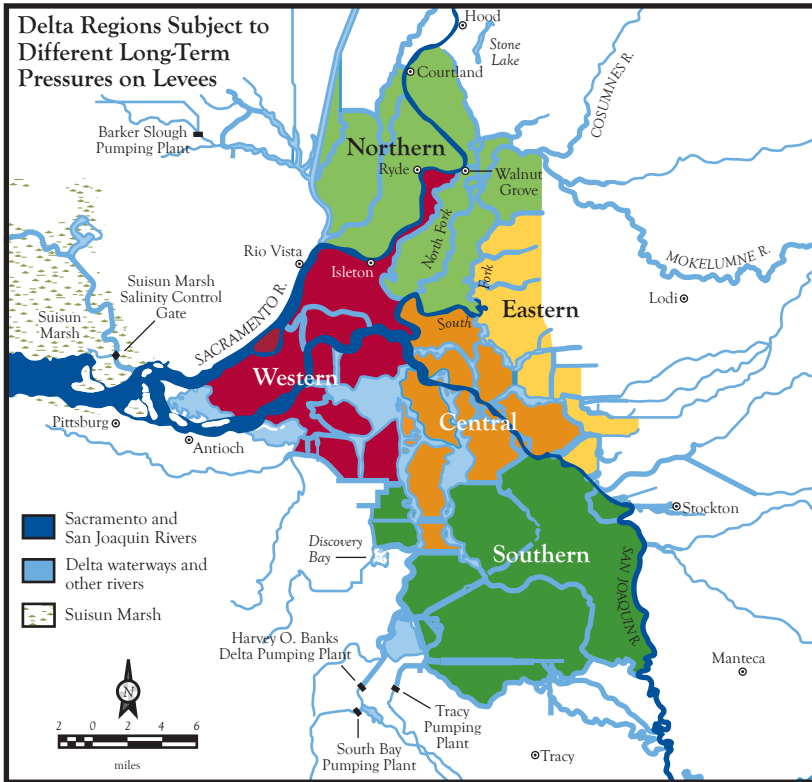 Delta Regions Subject to
Different Long-Term
Pressures on Levees
Hood
Stone
Lake
Courtland
COSUMNES R.
Barker Slough
Pumping Plant
Northern
Ryde
Walnut
Grove
North Fork
Rio Vista
Isleton
MOKELUMNE R.
Suisun Marsh
Salinity Control
Gate
Fork
Eastern
Lodi
Suisun
Marsh
SACRAMENTO R.
South
Western
Central
Pittsburg
Antioch
Stockton
Sacramento and
San Joaquin Rivers
Discovery
Bay
Southern
Delta waterways and
other rivers
SAN JOAQUIN R.
Suisun Marsh
Harvey O. Banks
Delta Pumping Plant
Manteca
N
Tracy
Pumping
Plant
2 0 2 4 6
miles
South Bay
Pumping Plant
Tracy